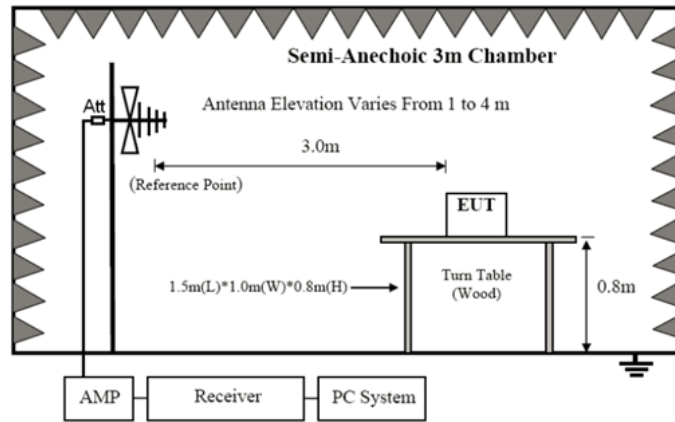 Semi-Anechoic 3m Chamber
Att
Antenna Elevation Varies From 1 to 4 m
3.0m
(Reference Point)
EUT
1.5m(L)*1.0m(W)*0.8m(H)
Turn Table
(Wood)
0.8m
AMP
Receiver
PC System